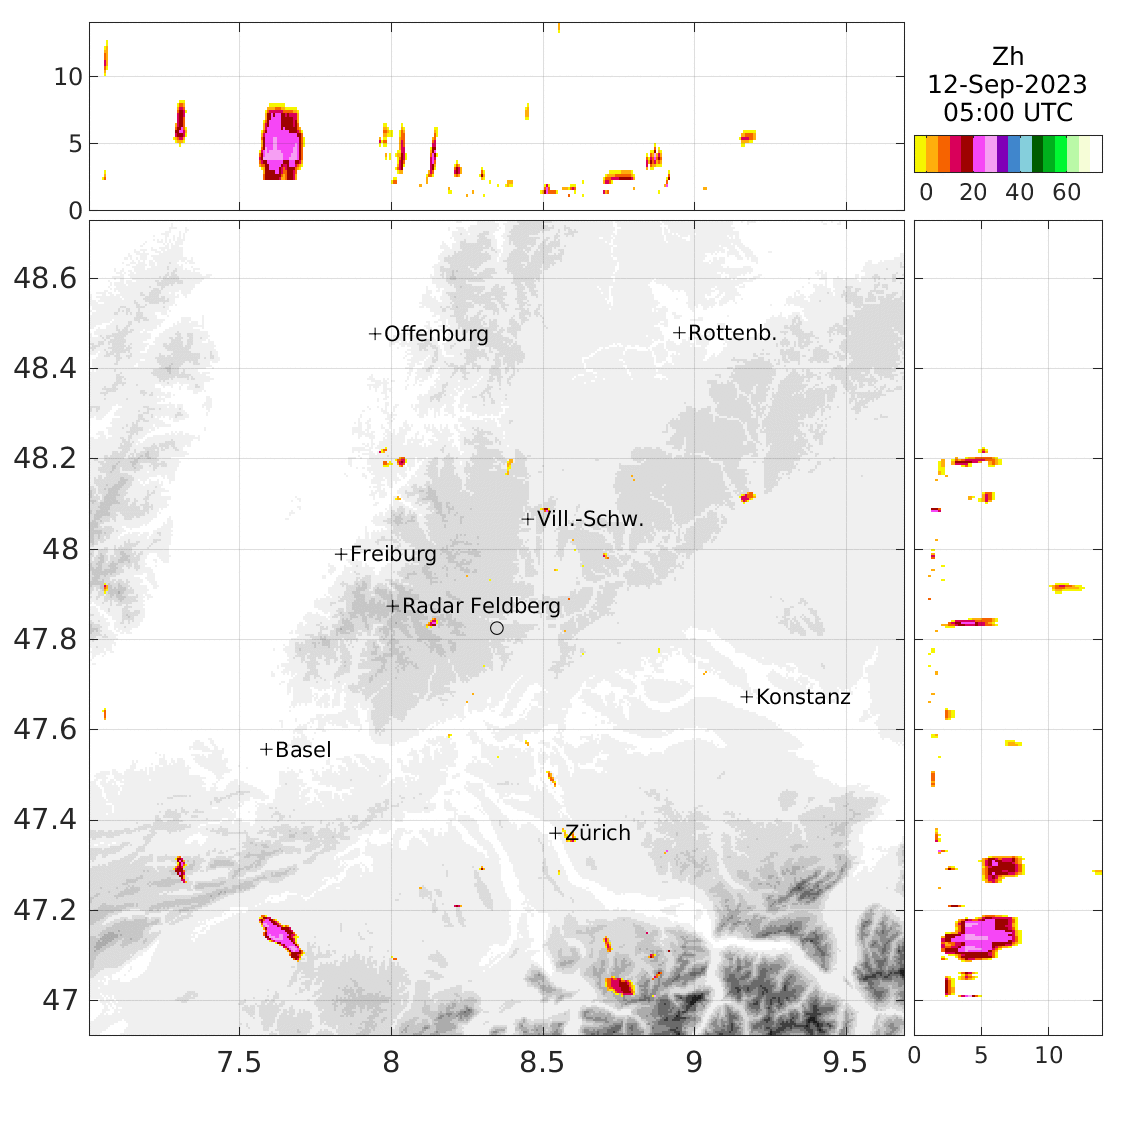 10
5
0
Zh
12-Sep-2023
05:00 UTC
0 20 40 60
48.6
48.4
48.2
48
47.8
47.6
47.4
47.2
47
Offenburg
Rottenb.
Vill.-Schw.
Freiburg
Radar Feldberg
Konstanz
Basel
Zürich
7.5 8 8.5 9 9.5
0 5 10